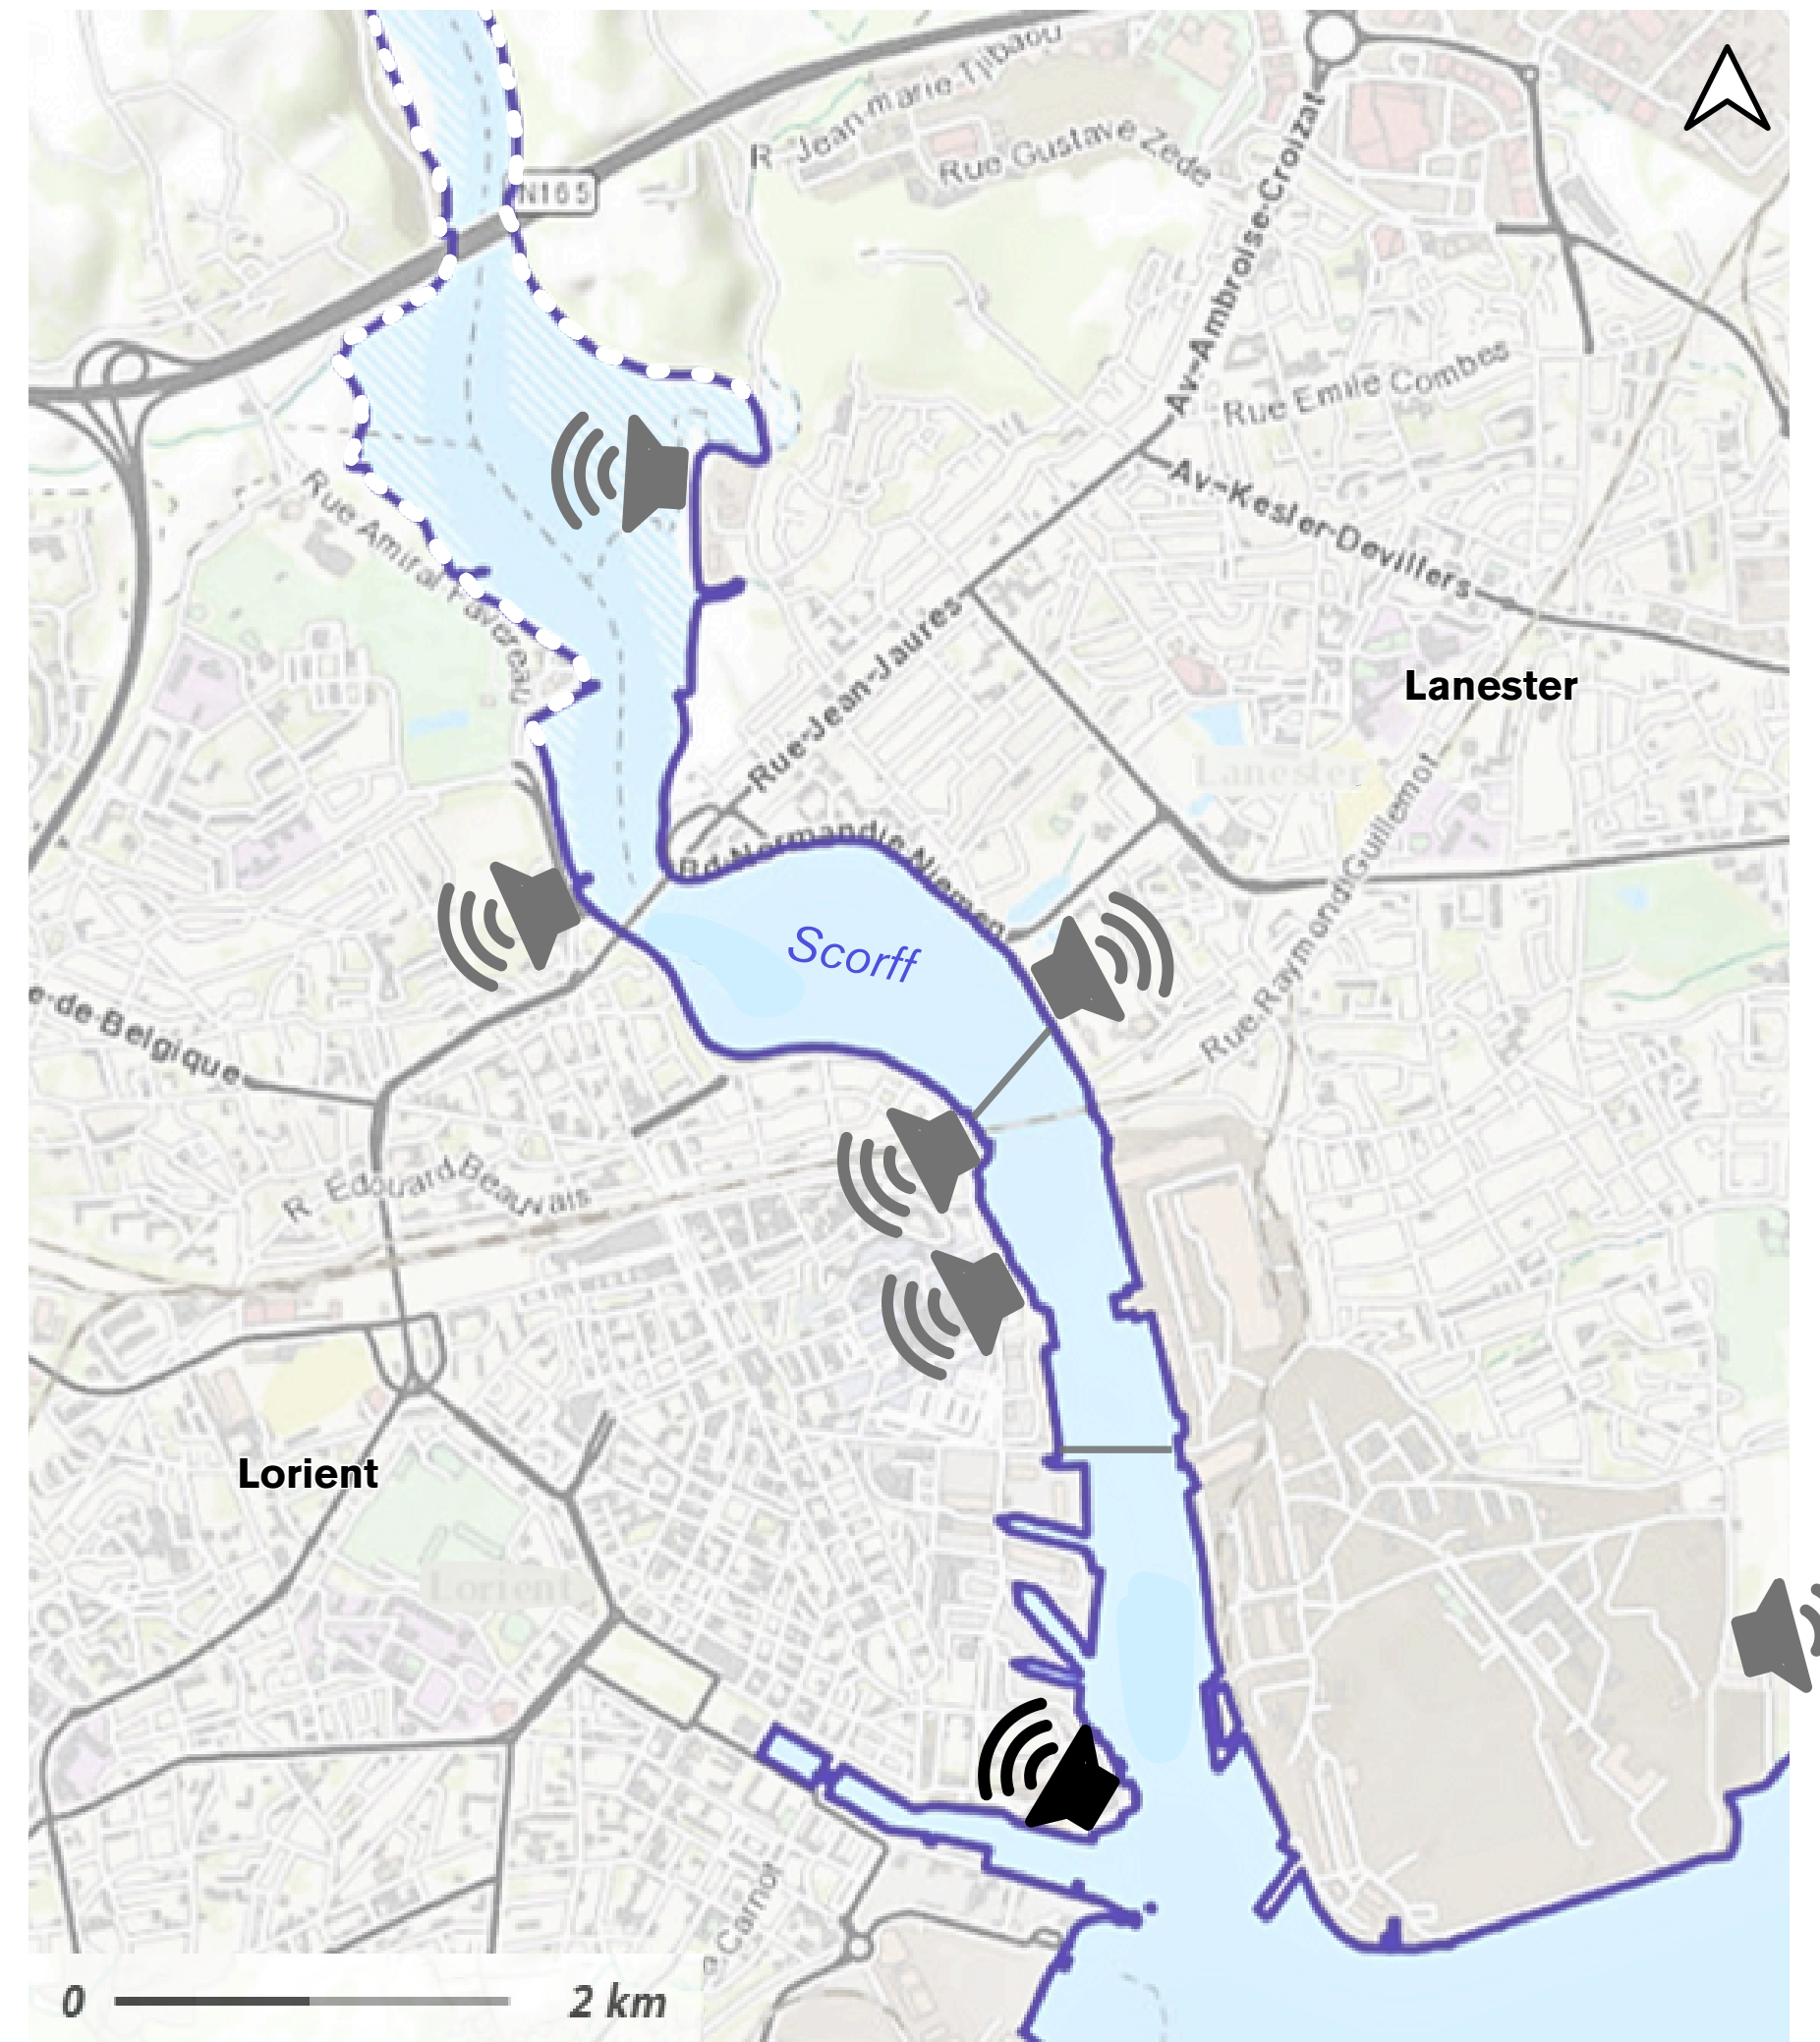 R Jean-marie-Tjibaou
Rue Gustave Zede
N165
Av-Ambroise-Croizat
Rue Emile Combes
Av-Kesler-Devillers
Rue Amiral Favereau
Rue-Jean-Jaures
Lanester
Lanester
Bd-Normandie-Niemen
Scorff
Rue Raymond Guillemot
e-de-Belgique
R Edouard Beauvais
Lorient
Lorient
e Carnot
0 2 km